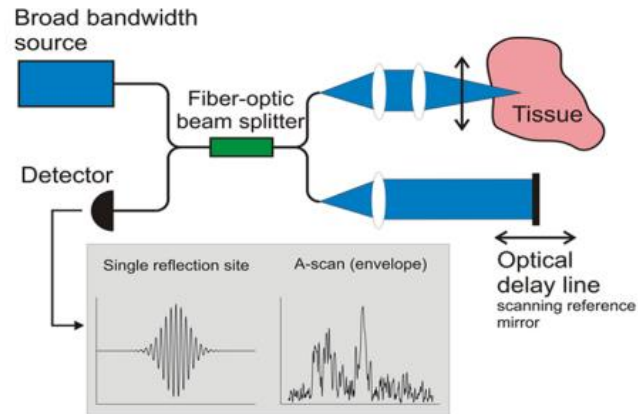 Broad bandwidth
source
Fiber-optic
beam splitter
Tissue
Detector
Optical
delay line
scanning reference
mirror
Single reflection site
A-scan (envelope)